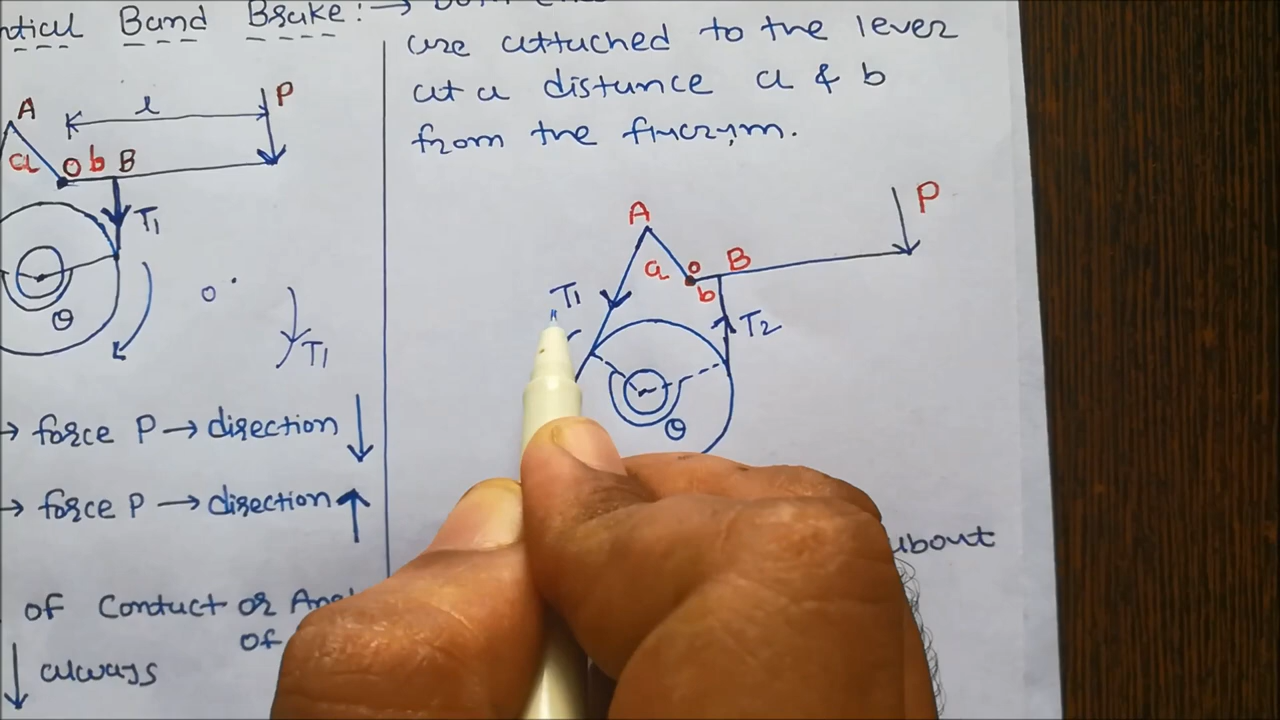 Band Brake: →
are attached to the lever
at a distance a & b
from the flucrym.
A
l
P
a
O
b
B
T1
θ
T1
→ force P → direction ↓
→ force P → direction ↑
of Contact or
of
↓ always
A
P
a
O
B
b
T1
T2
θ
about